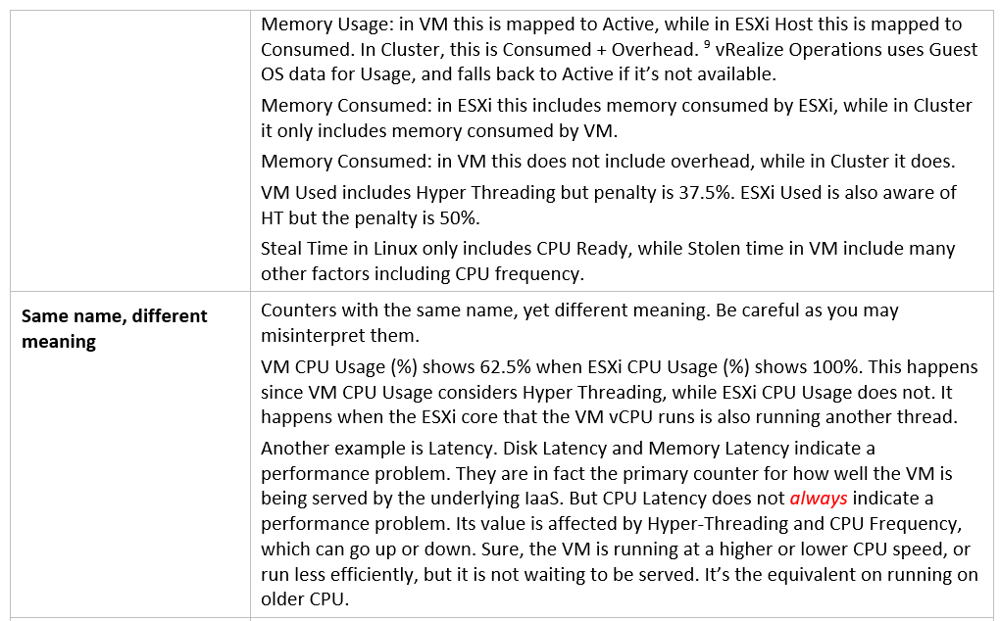 Memory Usage: in VM this is mapped to Active, while in ESXi Host this is mapped to
Consumed. In Cluster, this is Consumed + Overhead. ⁹ vRealize Operations uses Guest
OS data for Usage, and falls back to Active if it’s not available.
Memory Consumed: in ESXi this includes memory consumed by ESXi, while in Cluster
it only includes memory consumed by VM.
Memory Consumed: in VM this does not include overhead, while in Cluster it does.
VM Used includes Hyper Threading but penalty is 37.5%. ESXi Used is also aware of
HT but the penalty is 50%.
Steal Time in Linux only includes CPU Ready, while Stolen time in VM include many
other factors including CPU frequency.
Same name, different
meaning
Counters with the same name, yet different meaning. Be careful as you may
misinterpret them.
VM CPU Usage (%) shows 62.5% when ESXi CPU Usage (%) shows 100%. This happens
since VM CPU Usage considers Hyper Threading, while ESXi CPU Usage does not. It
happens when the ESXi core that the VM vCPU runs is also running another thread.
Another example is Latency. Disk Latency and Memory Latency indicate a
performance problem. They are in fact the primary counter for how well the VM is
being served by the underlying IaaS. But CPU Latency does not always indicate a
performance problem. Its value is affected by Hyper-Threading and CPU Frequency,
which can go up or down. Sure, the VM is running at a higher or lower CPU speed, or
run less efficiently, but it is not waiting to be served. It’s the equivalent on running on
older CPU.